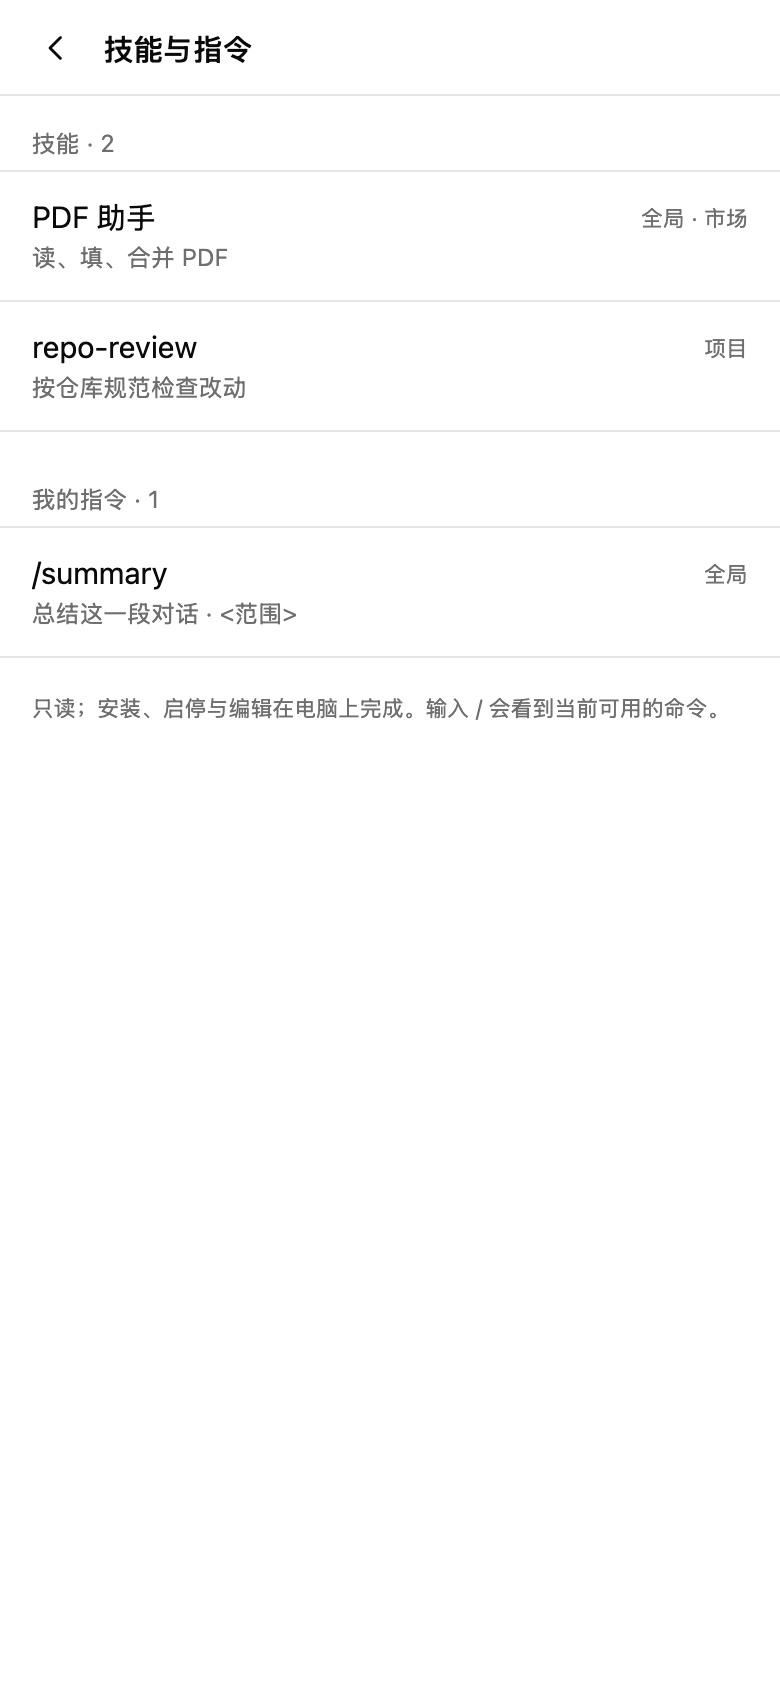 技能与指令
技能 · 2
PDF 助手
全局 · 市场
读、填、合并 PDF
repo-review
项目
按仓库规范检查改动
我的指令 · 1
/summary
全局
总结这一段对话 · <范围>
只读；安装、启停与编辑在电脑上完成。输入 / 会看到当前可用的命令。